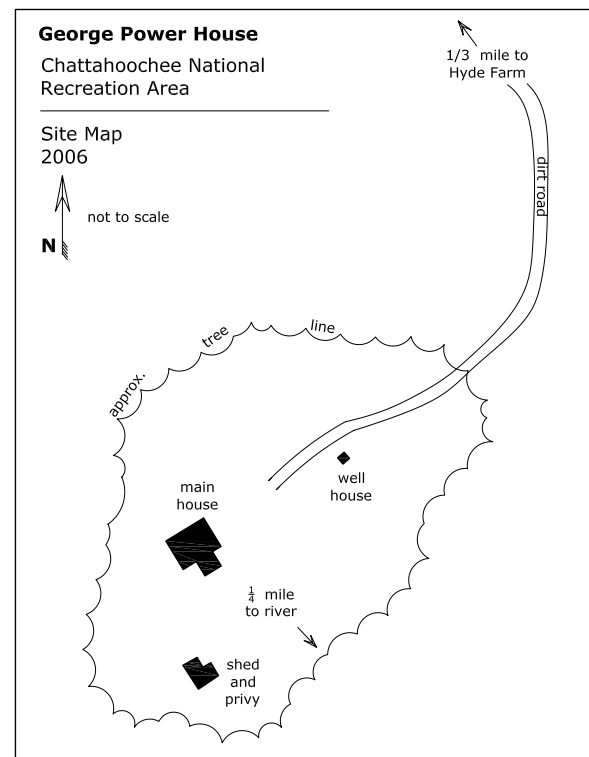 George Power House
Chattahoochee National
Recreation Area
Site Map
2006
not to scale
N
1/3 mile to
Hyde Farm
dirt road
approx. tree line
well
house
main
house
¼ mile
to river
shed
and
privy